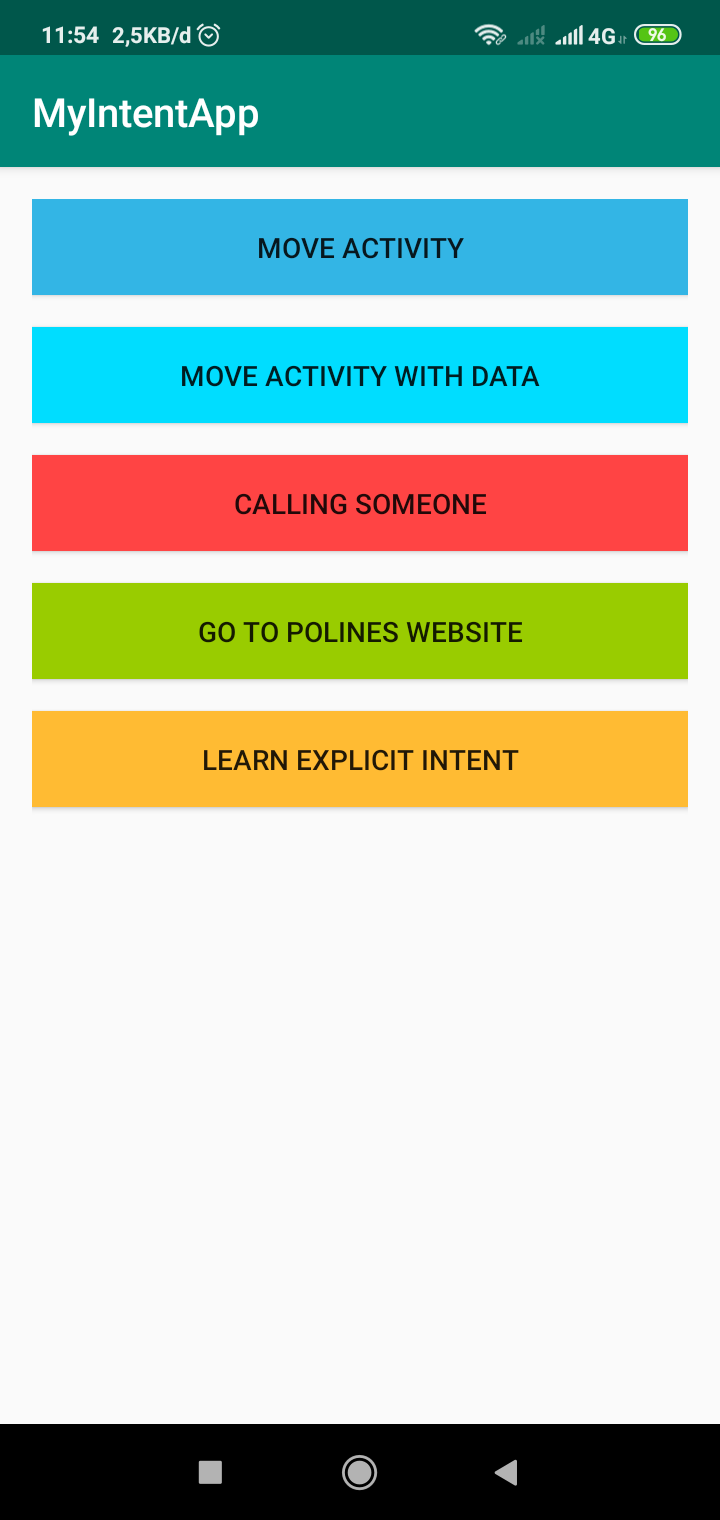 11:54 2,5KB/d 4G 96
MyIntentApp
MOVE ACTIVITY
MOVE ACTIVITY WITH DATA
CALLING SOMEONE
GO TO POLINES WEBSITE
LEARN EXPLICIT INTENT